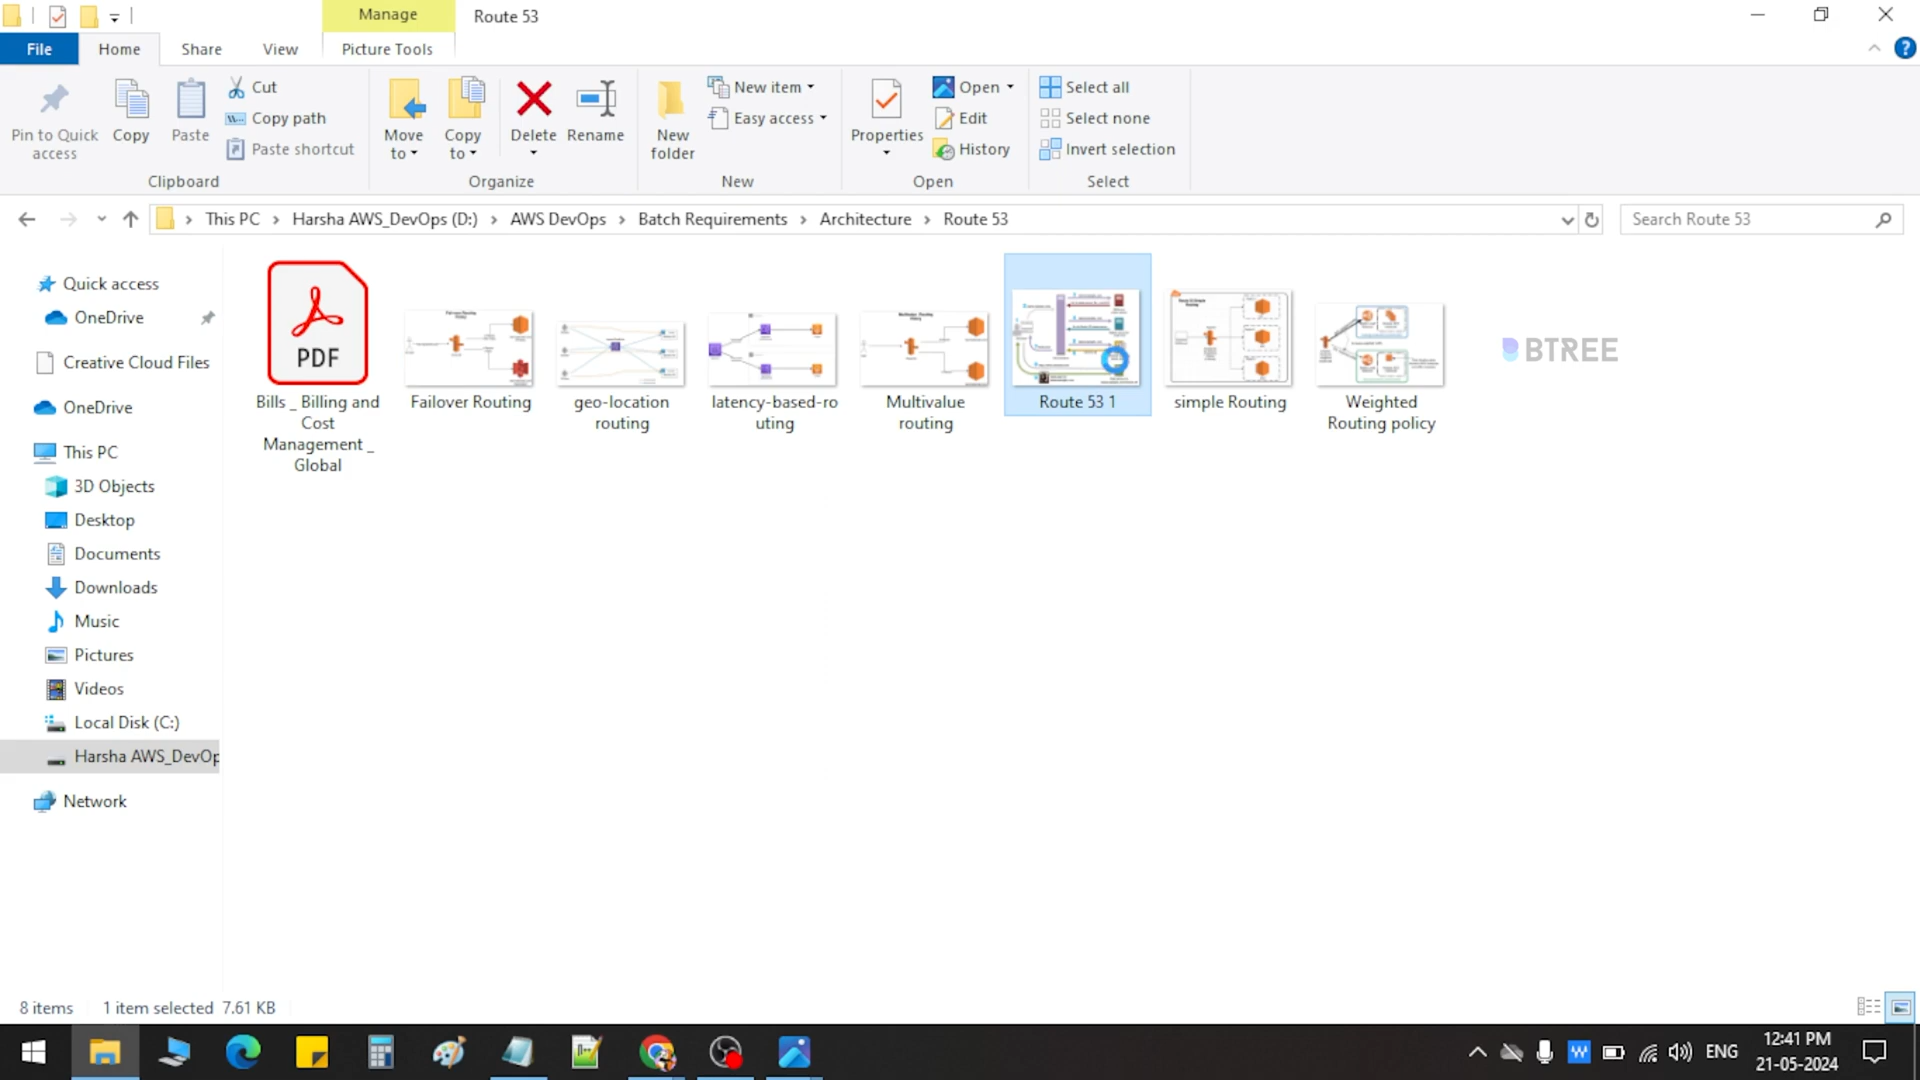 Manage
Route 53
File
Home
Share
View
Picture Tools
Pin to Quick
access
Copy
Paste
Cut
Copy path
Paste shortcut
Clipboard
Move
to
Copy
to
Delete
Rename
Organize
New
folder
New item
Easy access
New
Properties
Open
Edit
History
Open
Select all
Select none
Invert selection
Select
This PC > Harsha AWS_DevOps (D:) > AWS DevOps > Batch Requirements > Architecture > Route 53
Search Route 53
Quick access
OneDrive
Creative Cloud Files
OneDrive
This PC
3D Objects
Desktop
Documents
Downloads
Music
Pictures
Videos
Local Disk (C:)
Harsha AWS_DevOp
Network
PDF
Bills _ Billing and
Cost
Management _
Global
Failover Routing
geo-location
routing
latency-based-ro
uting
Multivalue
routing
Route 53 1
simple Routing
Weighted
Routing policy
BTREE
8 items
1 item selected 7.61 KB
ENG
12:41 PM
21-05-2024